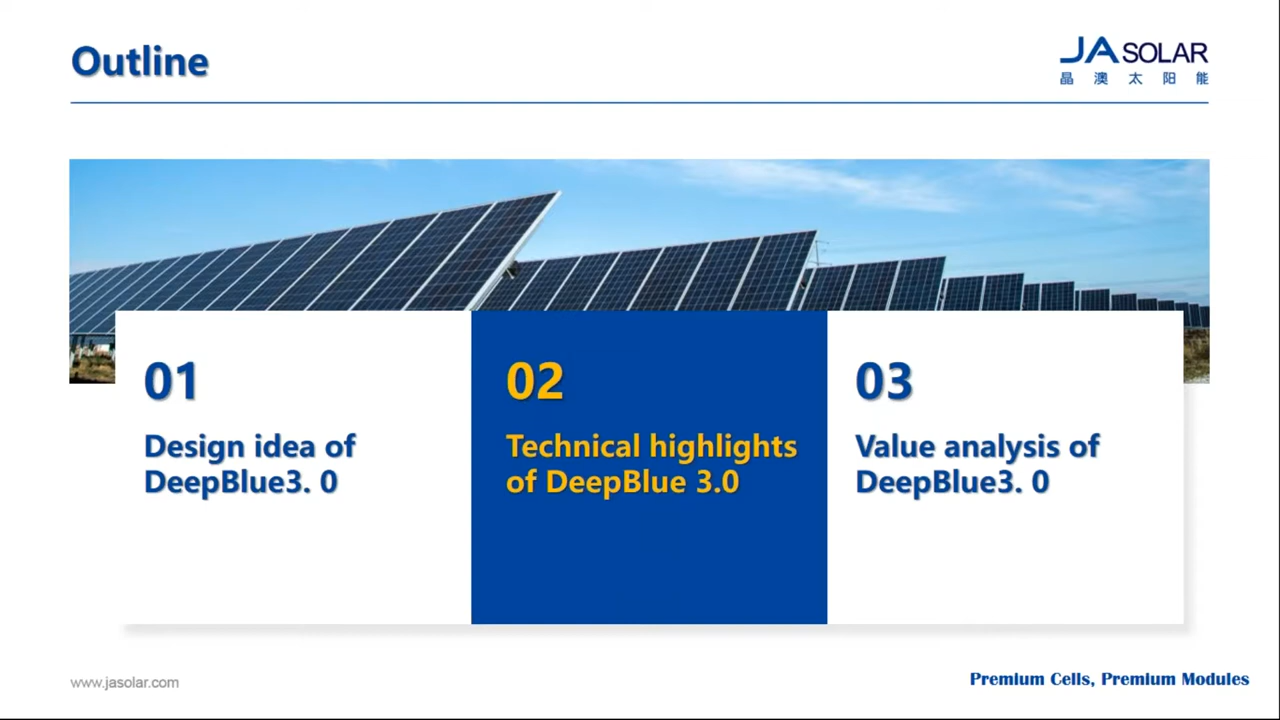 Outline
JA SOLAR
晶澳太阳能
01
Design idea of
DeepBlue3. 0
02
Technical highlights
of DeepBlue 3.0
03
Value analysis of
DeepBlue3. 0
www.jasolar.com
Premium Cells, Premium Modules